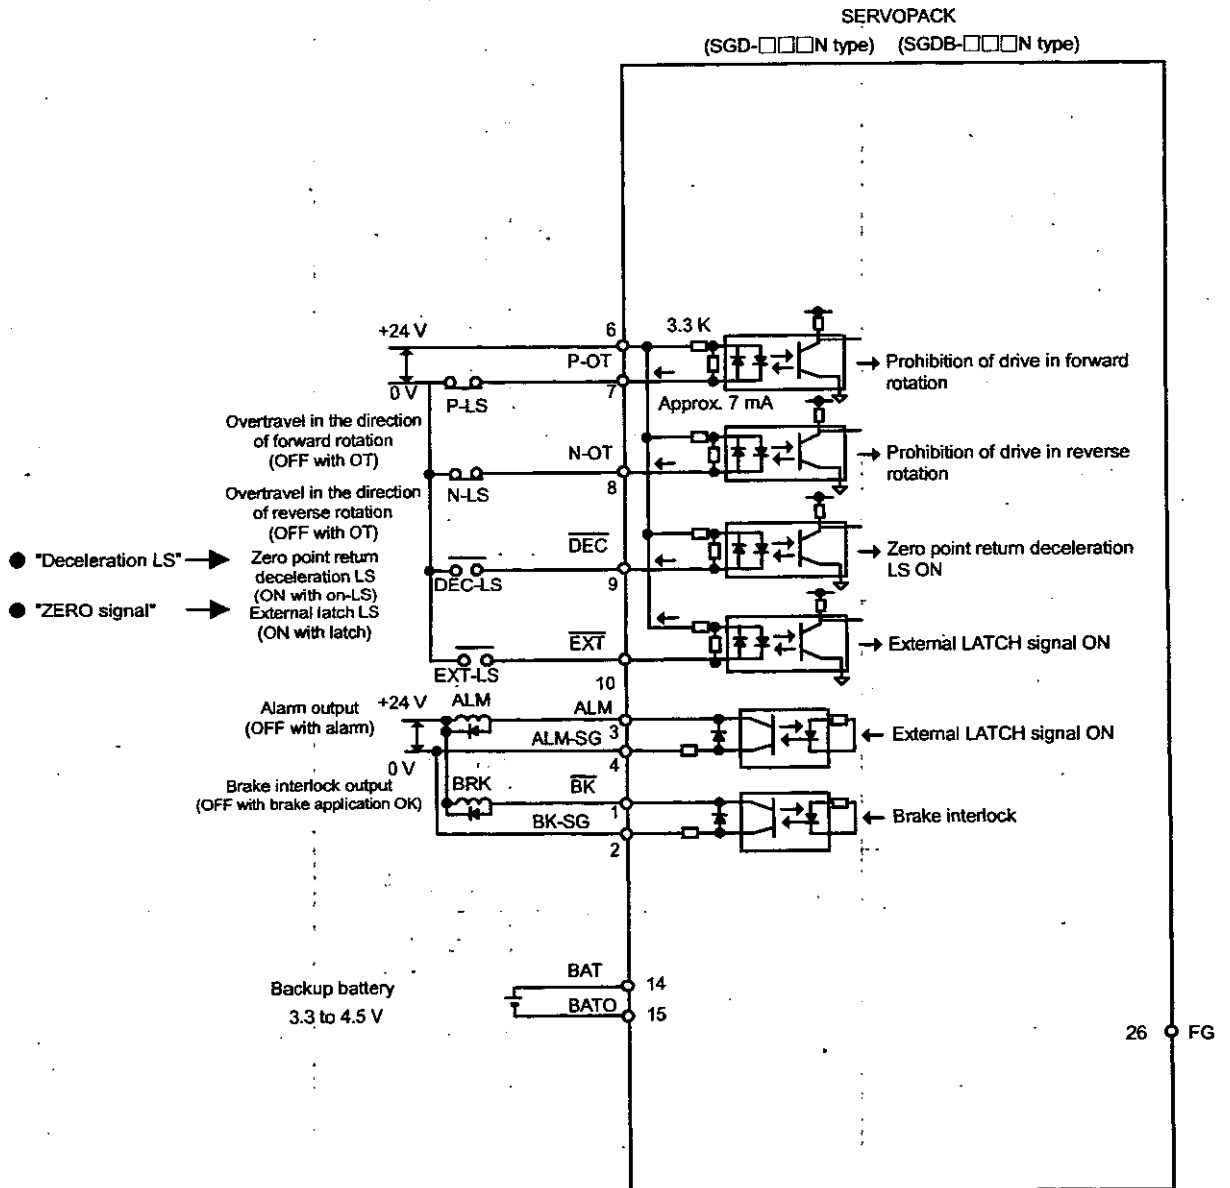 SERVOPACK
(SGD-□□□N type) (SGDB-□□□N type)
+24 V
6
3.3 K
P-OT
0 V
P-LS
7
Approx. 7 mA
→ Prohibition of drive in forward
rotation
Overtravel in the direction
of forward rotation
(OFF with OT)
N-OT
N-LS
8
→ Prohibition of drive in reverse
rotation
Overtravel in the direction
of reverse rotation
(OFF with OT)
● "Deceleration LS" → Zero point return
deceleration LS
(ON with on-LS)
D̅E̅C̅
DEC-LS
9
→ Zero point return deceleration
LS ON
● "ZERO signal" → External latch LS
(ON with latch)
E̅X̅T̅
EXT-LS
10
→ External LATCH signal ON
Alarm output
(OFF with alarm)
+24 V
ALM
ALM
3
ALM-SG
4
0 V
← External LATCH signal ON
Brake interlock output
(OFF with brake application OK)
BRK
B̅K̅
1
BK-SG
2
← Brake interlock
Backup battery
3.3 to 4.5 V
BAT
14
BATO
15
26
FG